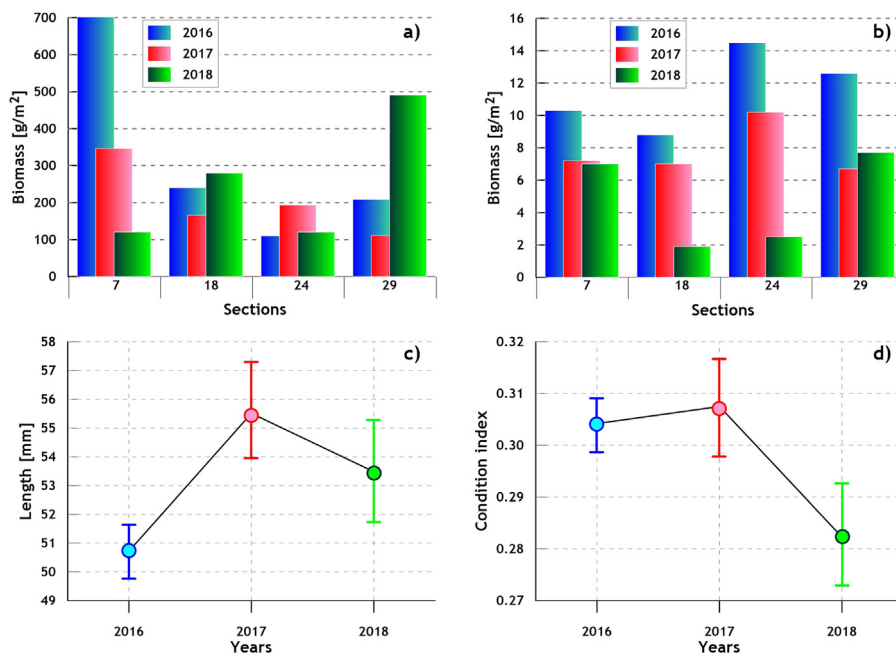 a)
2016
2017
2018
Biomass [g/m²]
700
600
500
400
300
200
100
0
7 18 24 29
Sections
b)
2016
2017
2018
Biomass [g/m²]
16
14
12
10
8
6
4
2
0
7 18 24 29
Sections
c)
Length [mm]
58
57
56
55
54
53
52
51
50
49
2016 2017 2018
Years
d)
Condition index
0.32
0.31
0.30
0.29
0.28
0.27
2016 2017 2018
Years